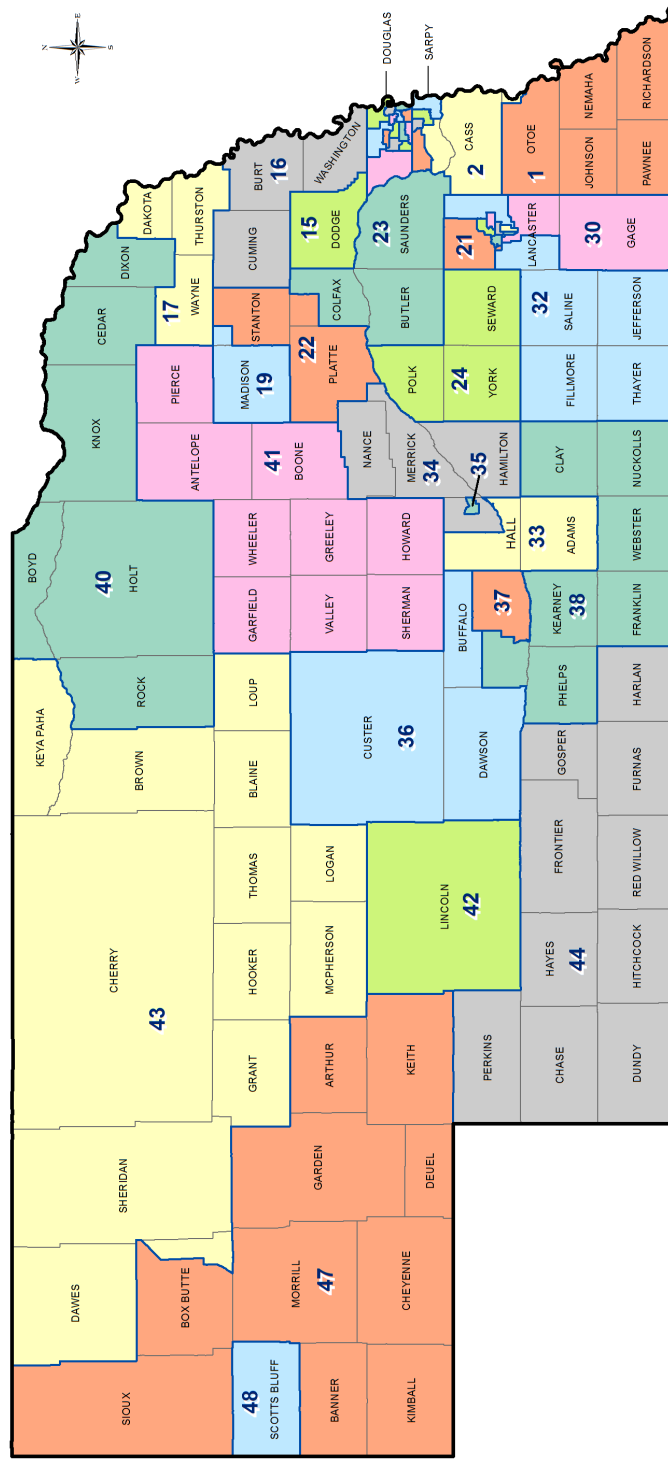 N
E
S
W
SIOUX
DAWES
SHERIDAN
CHERRY
43
KEYA PAHA
BROWN
ROCK
BOYD
40
HOLT
KNOX
CEDAR
DIXON
DAKOTA
THURSTON
17
WAYNE
PIERCE
ANTELOPE
BOX BUTTE
48
SCOTTS BLUFF
BANNER
KIMBALL
MORRILL
47
CHEYENNE
GARDEN
DEUEL
GRANT
HOOKER
THOMAS
BLAINE
LOUP
GARFIELD
WHEELER
41
BOONE
MADISON
19
STANTON
CUMING
BURT
16
WASHINGTON
ARTHUR
MCPHERSON
LOGAN
CUSTER
36
VALLEY
GREELEY
SHERMAN
HOWARD
NANCE
MERRICK
34
22
PLATTE
COLFAX
15
DODGE
KEITH
LINCOLN
42
POLK
BUTLER
23
SAUNDERS
DOUGLAS
SARPY
PERKINS
DAWSON
BUFFALO
37
HALL
33
ADAMS
35
HAMILTON
24
YORK
SEWARD
21
LANCASTER
CASS
2
OTOE
1
CHASE
HAYES
44
FRONTIER
GOSPER
PHELPS
KEARNEY
38
CLAY
FILLMORE
32
SALINE
30
GAGE
JOHNSON
NEMAHA
DUNDY
HITCHCOCK
RED WILLOW
FURNAS
HARLAN
FRANKLIN
WEBSTER
NUCKOLLS
THAYER
JEFFERSON
PAWNEE
RICHARDSON